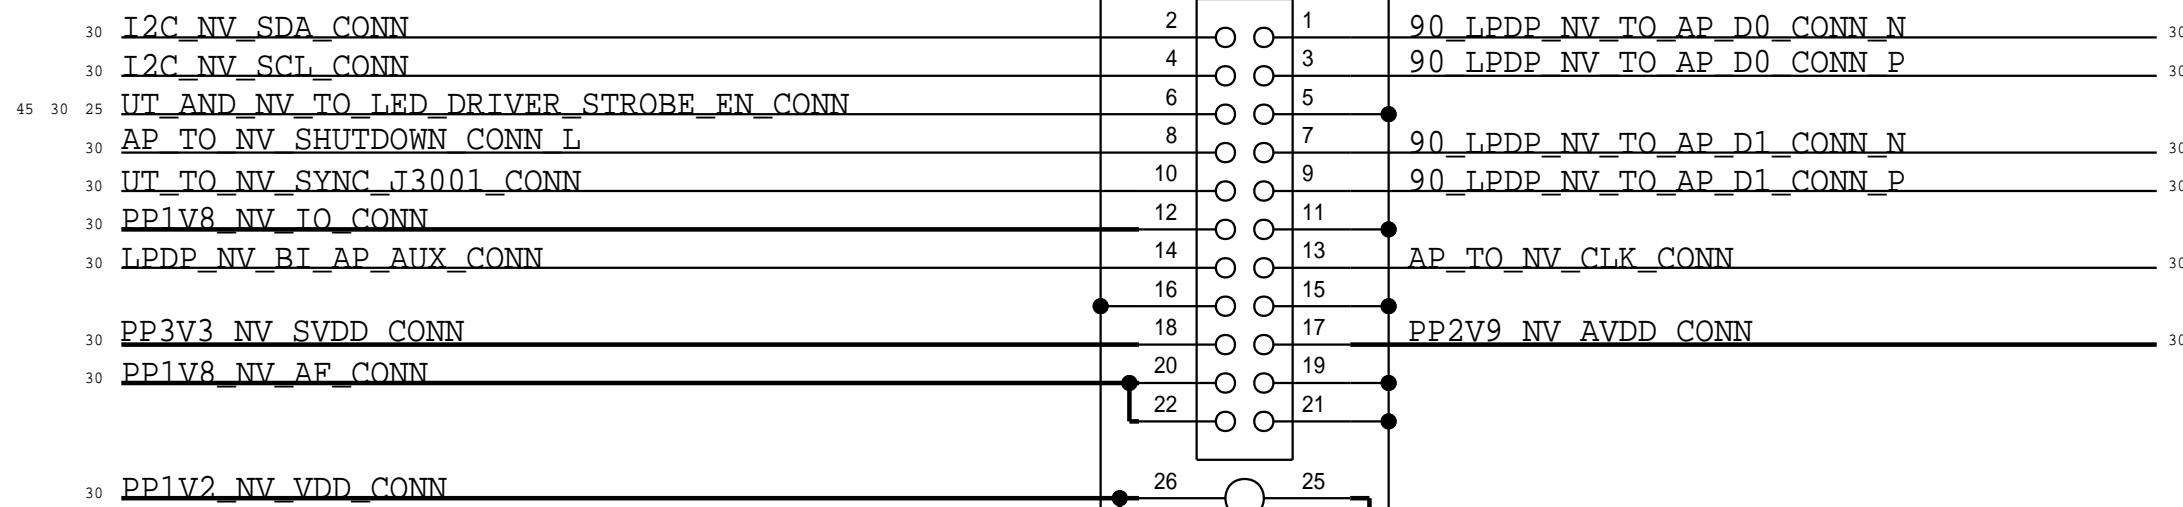 30 I2C_NV_SDA_CONN 2 1 90_LPDP_NV_TO_AP_D0_CONN_N 30
30 I2C_NV_SCL_CONN 4 3 90_LPDP_NV_TO_AP_D0_CONN_P 30
45 30 25 UT_AND_NV_TO_LED_DRIVER_STROBE_EN_CONN 6 5
30 AP_TO_NV_SHUTDOWN_CONN_L 8 7 90_LPDP_NV_TO_AP_D1_CONN_N 30
30 UT_TO_NV_SYNC_J3001_CONN 10 9 90_LPDP_NV_TO_AP_D1_CONN_P 30
30 PP1V8_NV_IO_CONN 12 11
30 LPDP_NV_BI_AP_AUX_CONN 14 13 AP_TO_NV_CLK_CONN 30
16 15
30 PP3V3_NV_SVDD_CONN 18 17 PP2V9_NV_AVDD_CONN 30
30 PP1V8_NV_AF_CONN 20 19
22 21
30 PP1V2_NV_VDD_CONN 26 25